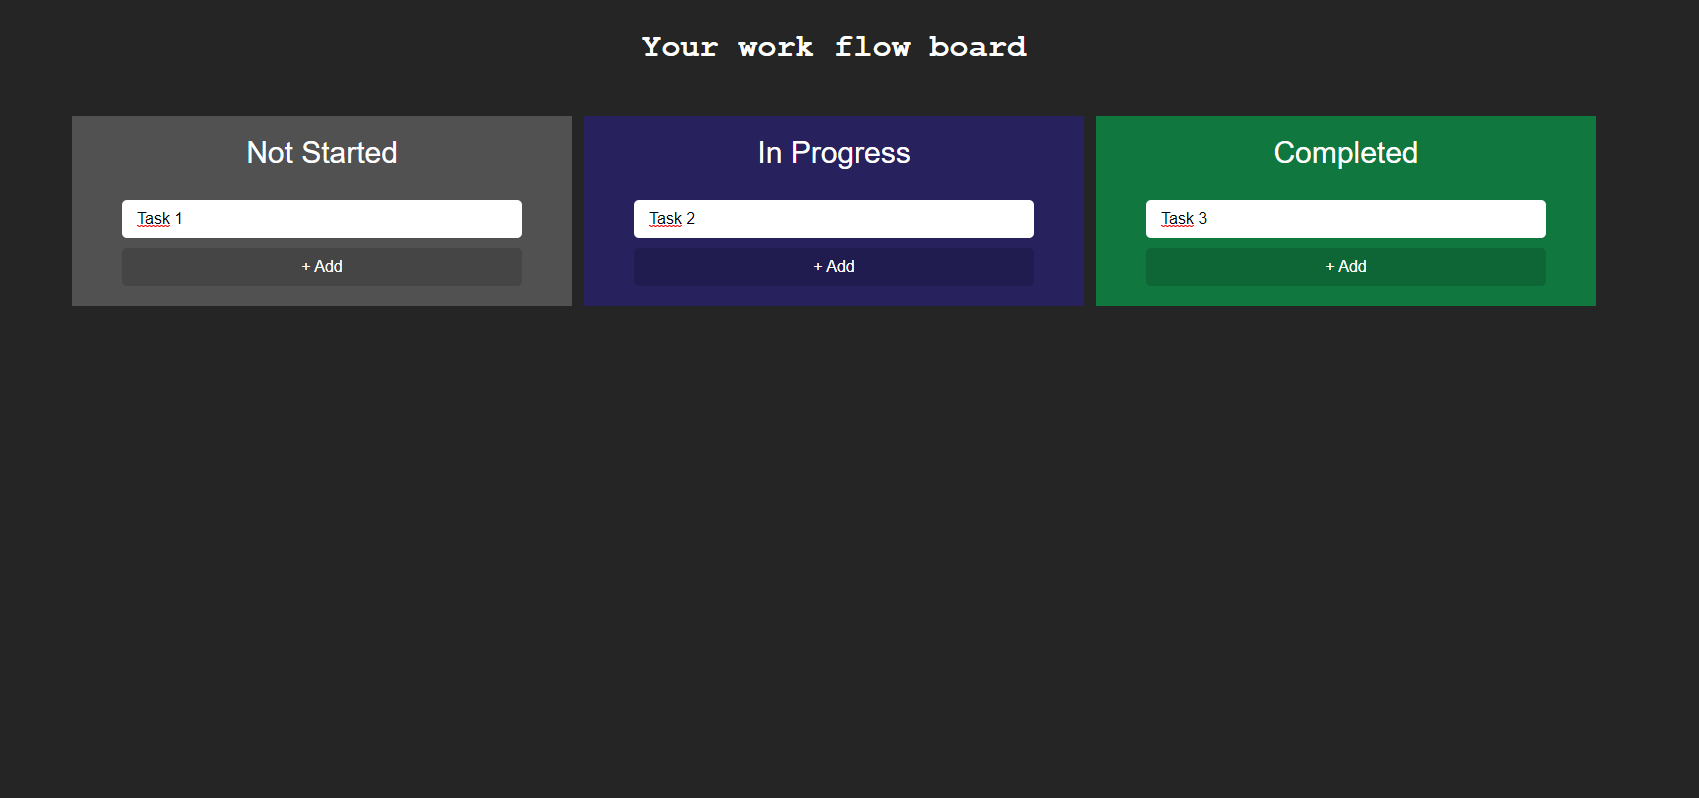 Your work flow board
Not Started
Task 1
+ Add
In Progress
Task 2
+ Add
Completed
Task 3
+ Add